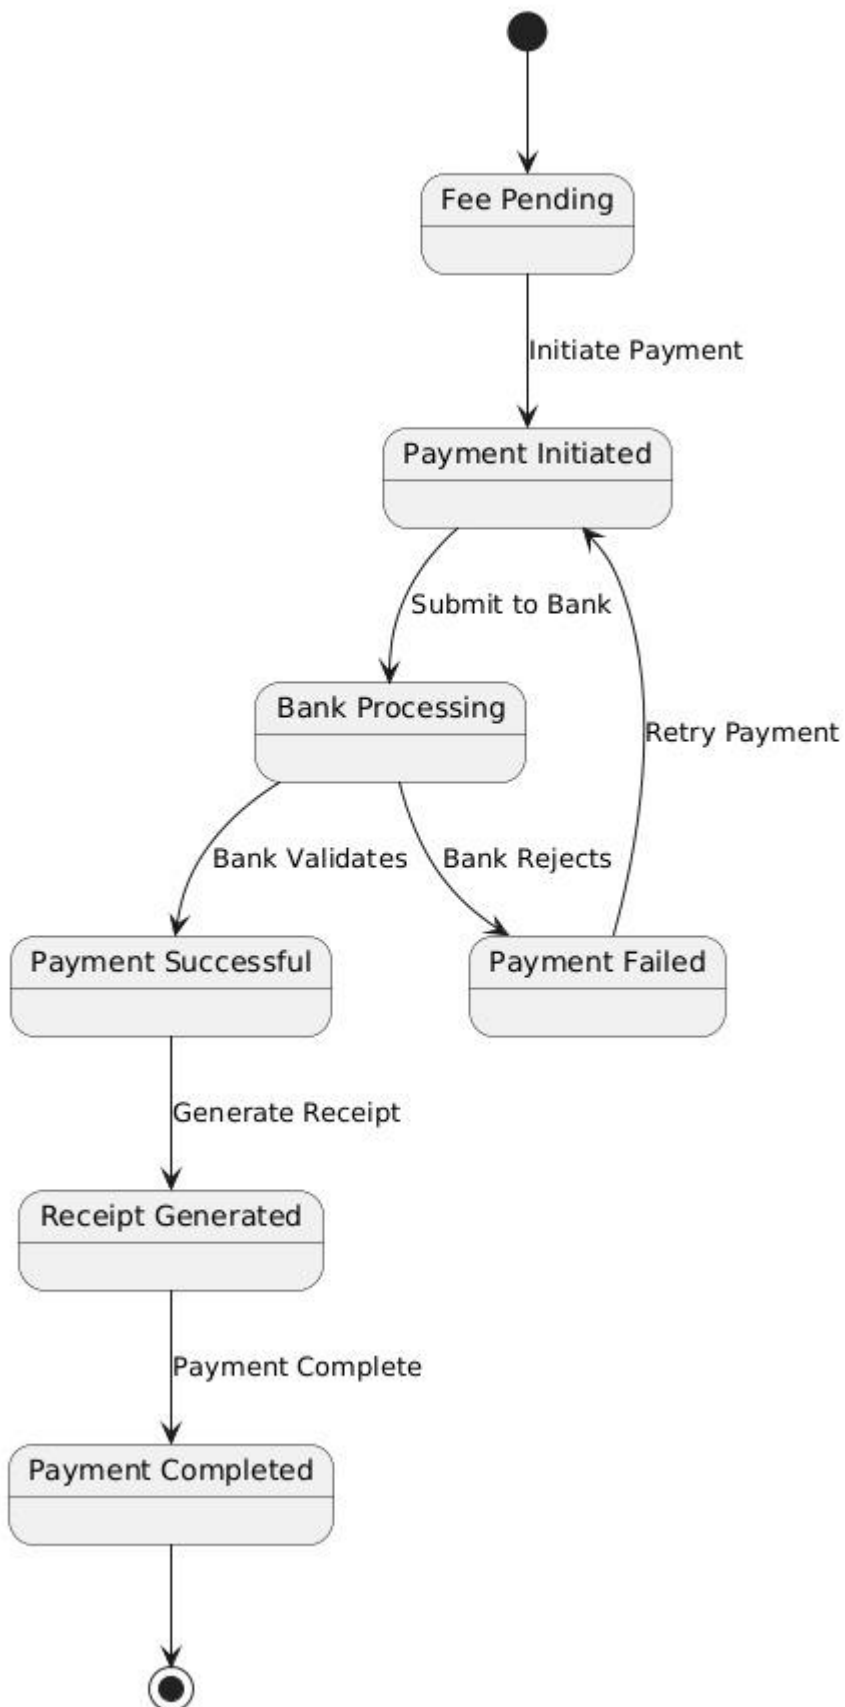 Fee Pending
Initiate Payment
Payment Initiated
Submit to Bank
Bank Processing
Retry Payment
Bank Validates
Bank Rejects
Payment Successful
Payment Failed
Generate Receipt
Receipt Generated
Payment Complete
Payment Completed